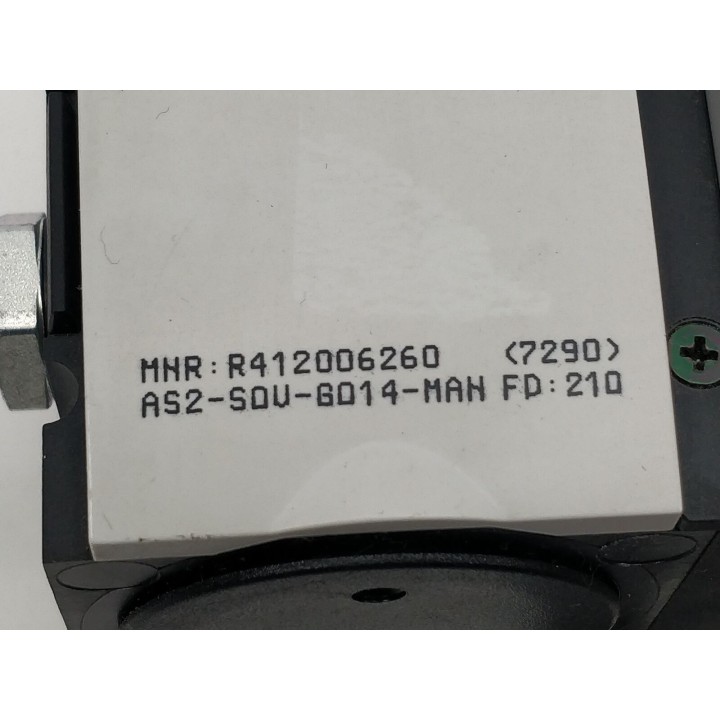 MNR: R412006260 (7290)
AS2-SOV-G014-MAN FD: 210